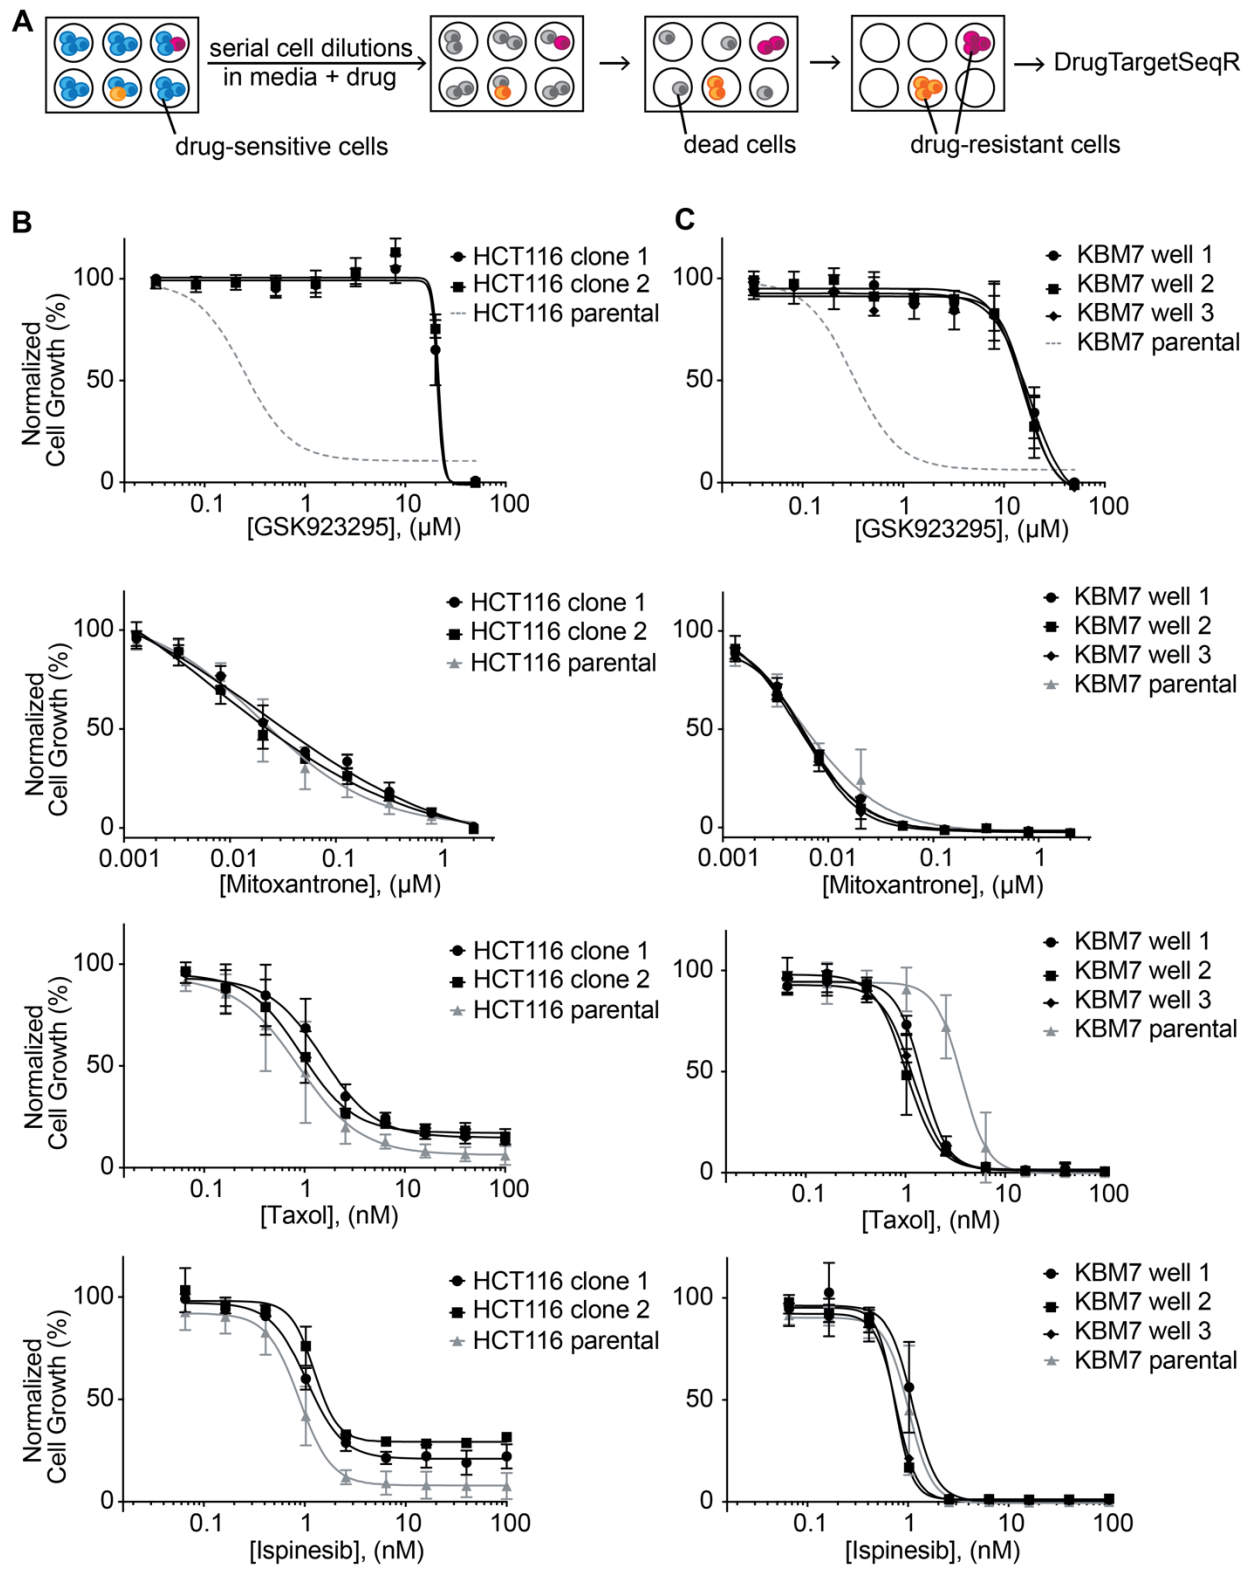 A
serial cell dilutions
in media + drug
DrugTargetSeqR
drug-sensitive cells
dead cells
drug-resistant cells
B
Normalized
Cell Growth (%)
100
50
0
0.1
1
10
100
[GSK923295], (µM)
HCT116 clone 1
HCT116 clone 2
HCT116 parental
C
100
50
0
0.1
1
10
100
[GSK923295], (µM)
KBM7 well 1
KBM7 well 2
KBM7 well 3
KBM7 parental
Normalized
Cell Growth (%)
100
50
0
0.001
0.01
0.1
1
[Mitoxantrone], (µM)
HCT116 clone 1
HCT116 clone 2
HCT116 parental
100
50
0
0.001
0.01
0.1
1
[Mitoxantrone], (µM)
KBM7 well 1
KBM7 well 2
KBM7 well 3
KBM7 parental
Normalized
Cell Growth (%)
100
50
0
0.1
1
10
100
[Taxol], (nM)
HCT116 clone 1
HCT116 clone 2
HCT116 parental
100
50
0
0.1
1
10
100
[Taxol], (nM)
KBM7 well 1
KBM7 well 2
KBM7 well 3
KBM7 parental
Normalized
Cell Growth (%)
100
50
0
0.1
1
10
100
[Ispinesib], (nM)
HCT116 clone 1
HCT116 clone 2
HCT116 parental
100
50
0
0.1
1
10
100
[Ispinesib], (nM)
KBM7 well 1
KBM7 well 2
KBM7 well 3
KBM7 parental